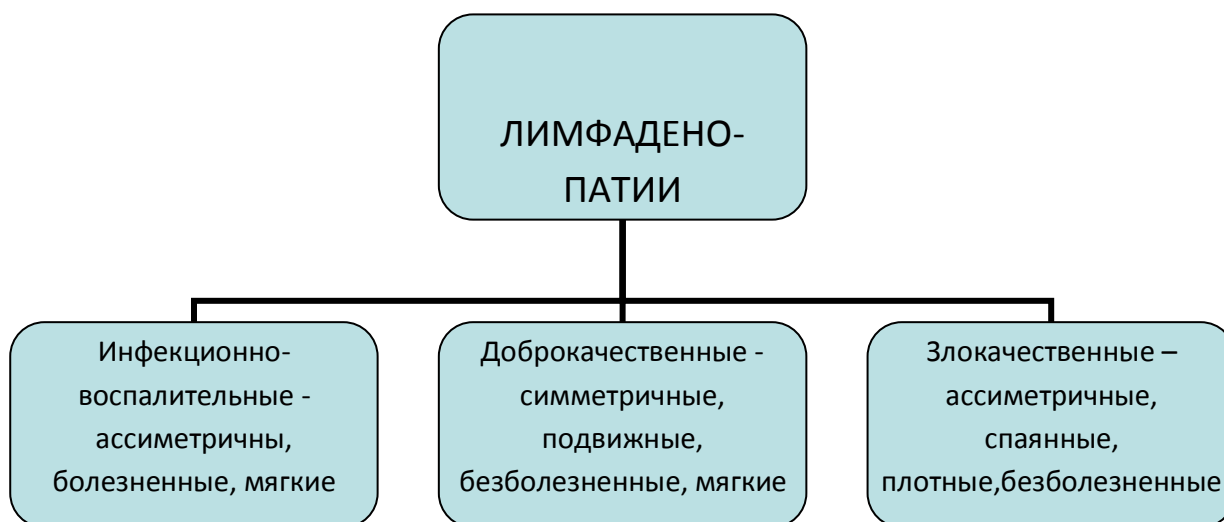 ЛИМФАДЕНО-
ПАТИИ
Инфекционно-
воспалительные -
ассиметричны,
болезненные, мягкие
Доброкачественные -
симметричные,
подвижные,
безболезненные, мягкие
Злокачественные –
ассиметричные,
спаянные,
плотные,безболезненные